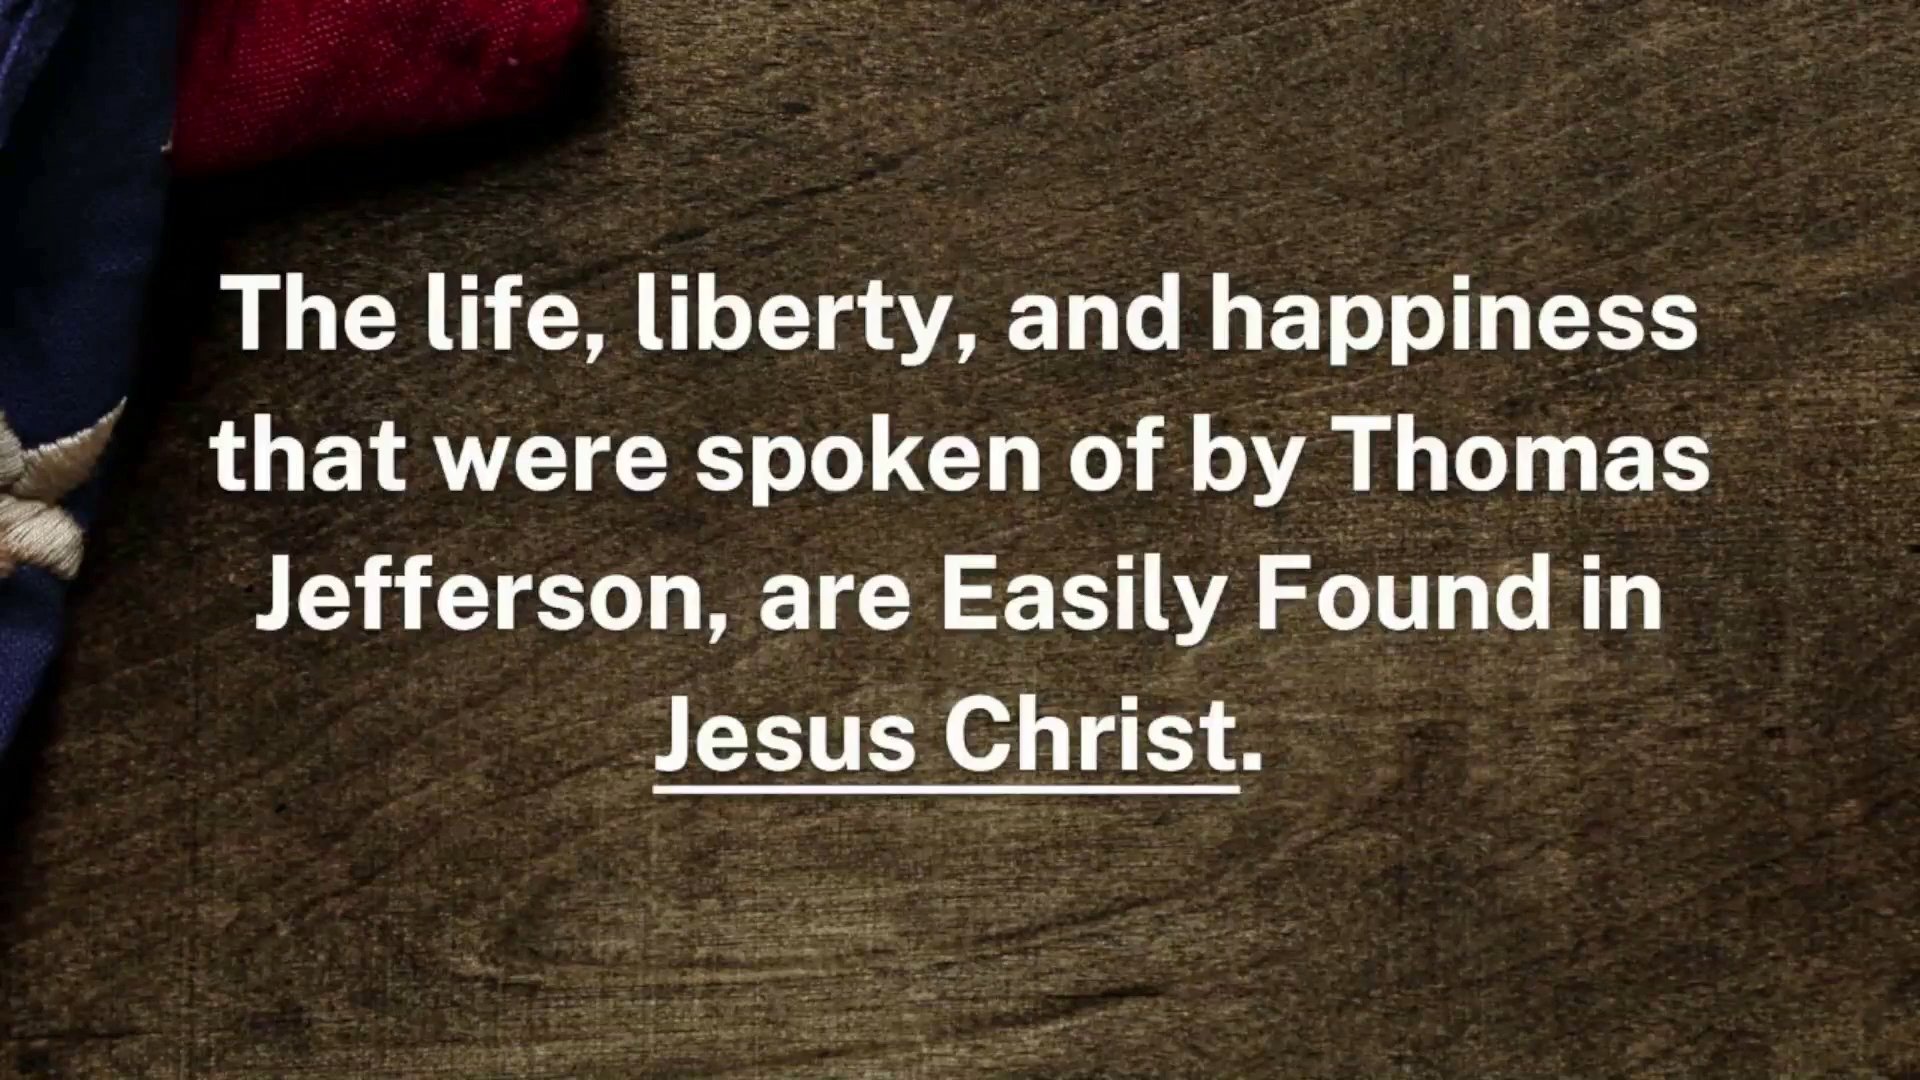 The life, liberty, and happiness
that were spoken of by Thomas
Jefferson, are Easily Found in
Jesus Christ.